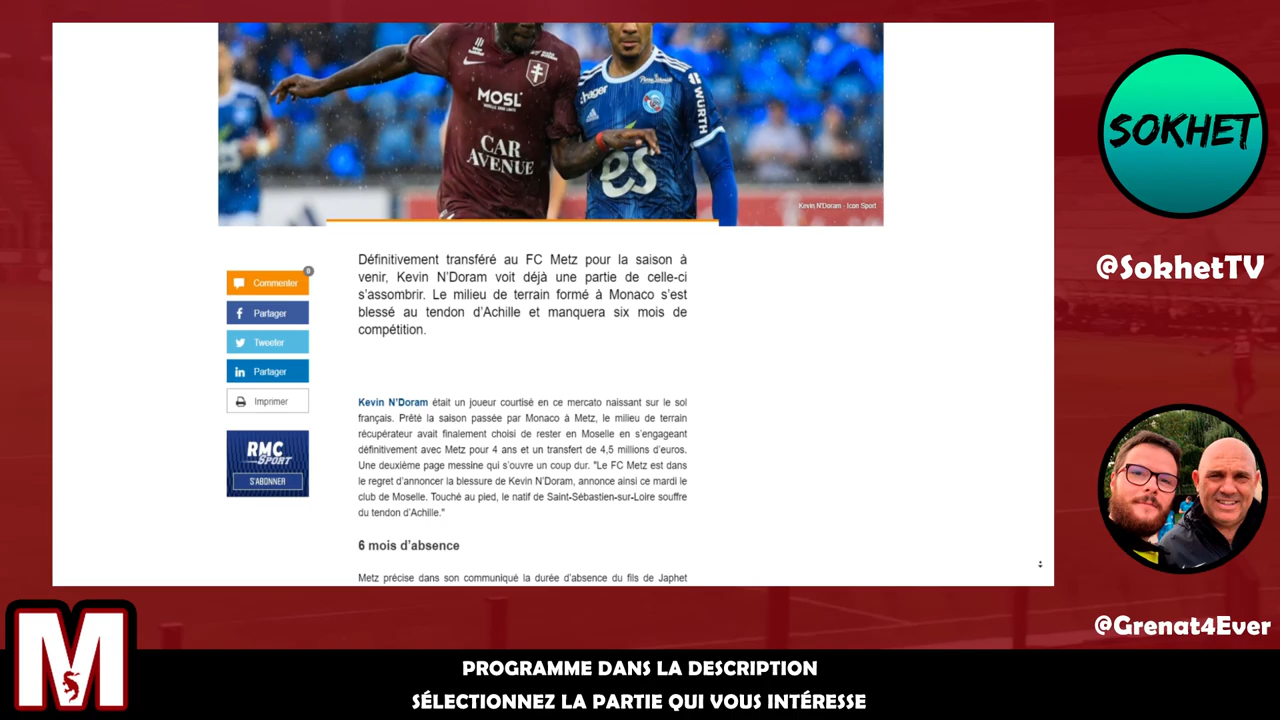 MOSL
CAR
AVENUE
hager
Pierre Schmidt
WÜRTH
és
Kevin N'Doram - Icon Sport
SOKHET
@SokhetTV
Définitivement transféré au FC Metz pour la saison à
venir, Kevin N'Doram voit déjà une partie de celle-ci
s'assombrir. Le milieu de terrain formé à Monaco s'est
blessé au tendon d'Achille et manquera six mois de
compétition.
0
Commenter
Partager
Tweeter
in Partager
Imprimer
RMC
SPORT
S'ABONNER
Kevin N'Doram était un joueur courtisé en ce mercato naissant sur le sol
français. Prêté la saison passée par Monaco à Metz, le milieu de terrain
récupérateur avait finalement choisi de rester en Moselle en s'engageant
définitivement avec Metz pour 4 ans et un transfert de 4,5 millions d'euros.
Une deuxième page messine qui s'ouvre un coup dur. "Le FC Metz est dans
le regret d'annoncer la blessure de Kevin N'Doram, annonce ainsi ce mardi le
club de Moselle. Touché au pied, le natif de Saint-Sébastien-sur-Loire souffre
du tendon d'Achille."
6 mois d'absence
Metz précise dans son communiqué la durée d'absence du fils de Japhet
@Grenat4Ever
M
PROGRAMME DANS LA DESCRIPTION
SÉLECTIONNEZ LA PARTIE QUI VOUS INTÉRESSE